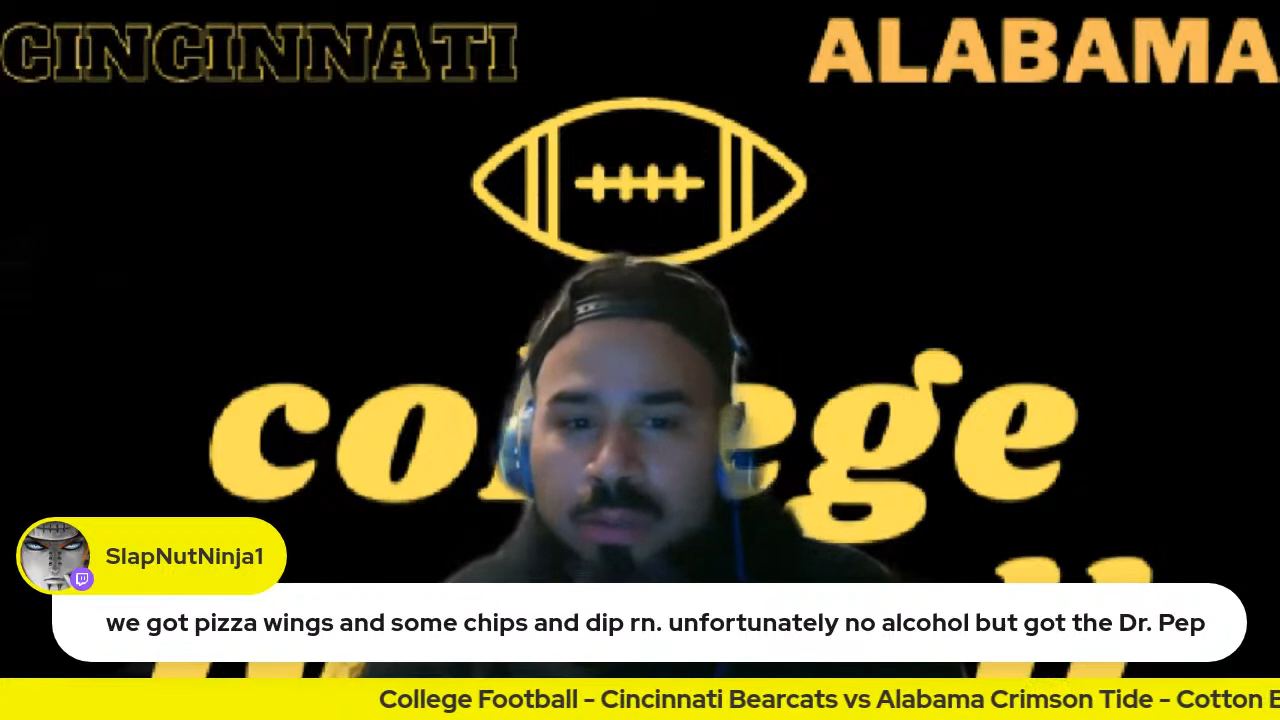 CINCINNATI
ALABAMA
SlapNutNinja1
we got pizza wings and some chips and dip rn. unfortunately no alcohol but got the Dr. Pep
College Football - Cincinnati Bearcats vs Alabama Crimson Tide - Cotton